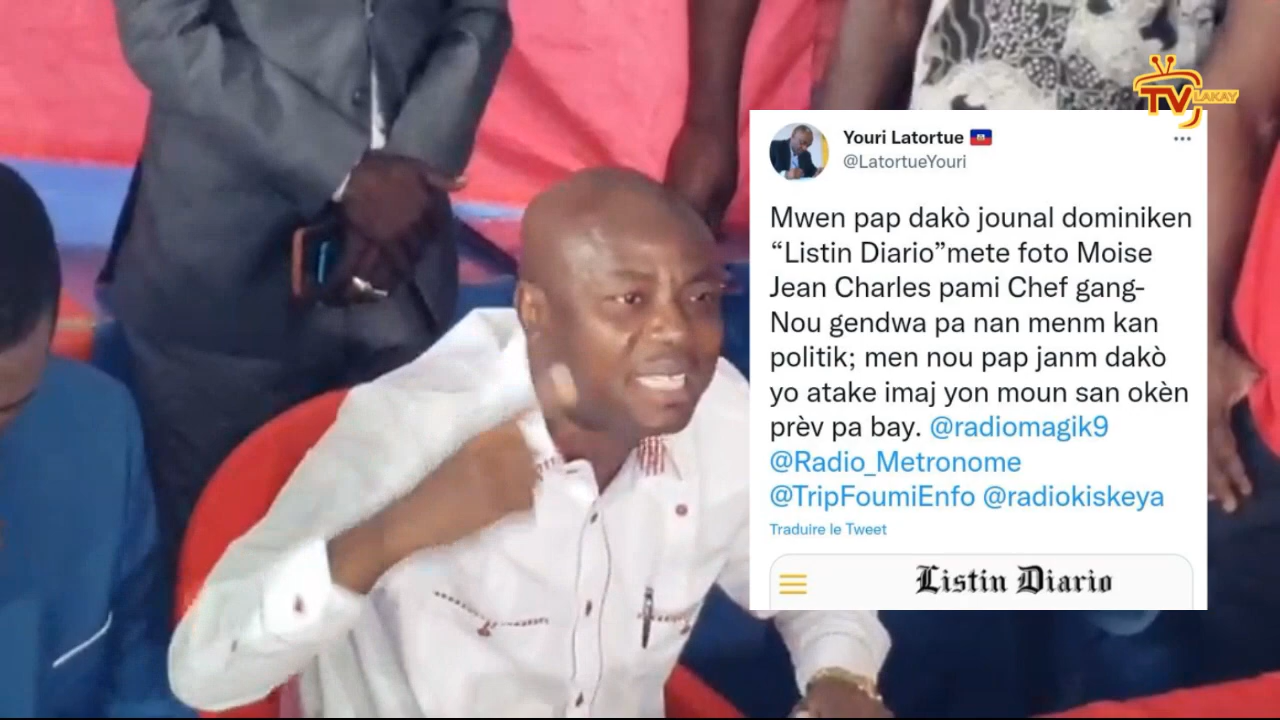 TV LAKAY
Youri Latortue
@LatortueYouri
Mwen pap dakò jounal dominiken
“Listin Diario”mete foto Moise
Jean Charles pami Chef gang-
Nou gendwa pa nan menm kan
politik; men nou pap janm dakò
yo atake imaj yon moun san okèn
prèv pa bay. @radiomagik9
@Radio_Metronome
@TripFoumiEnfo @radiokiskeya
Traduire le Tweet
Listin Diario